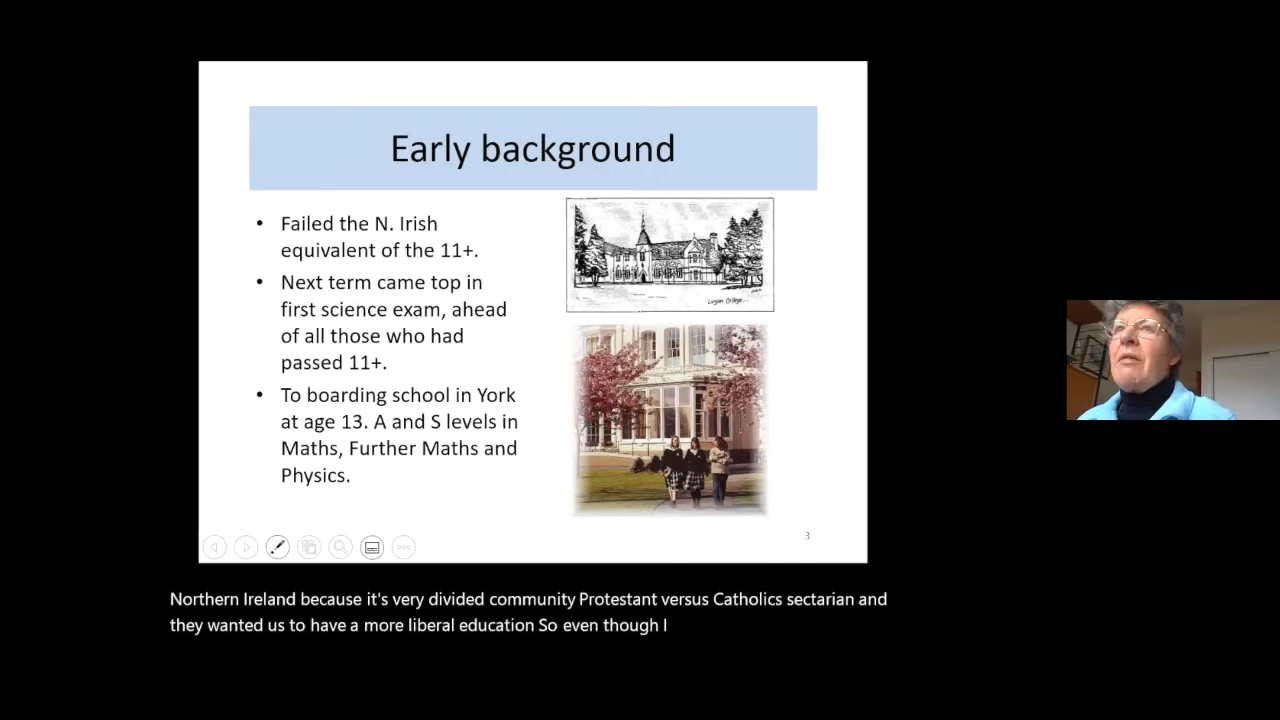 Early background
• Failed the N. Irish
equivalent of the 11+.
• Next term came top in
first science exam, ahead
of all those who had
passed 11+.
• To boarding school in York
at age 13. A and S levels in
Maths, Further Maths and
Physics.
Lurgan College
3
Northern Ireland because it's very divided community Protestant versus Catholics sectarian and
they wanted us to have a more liberal education So even though I